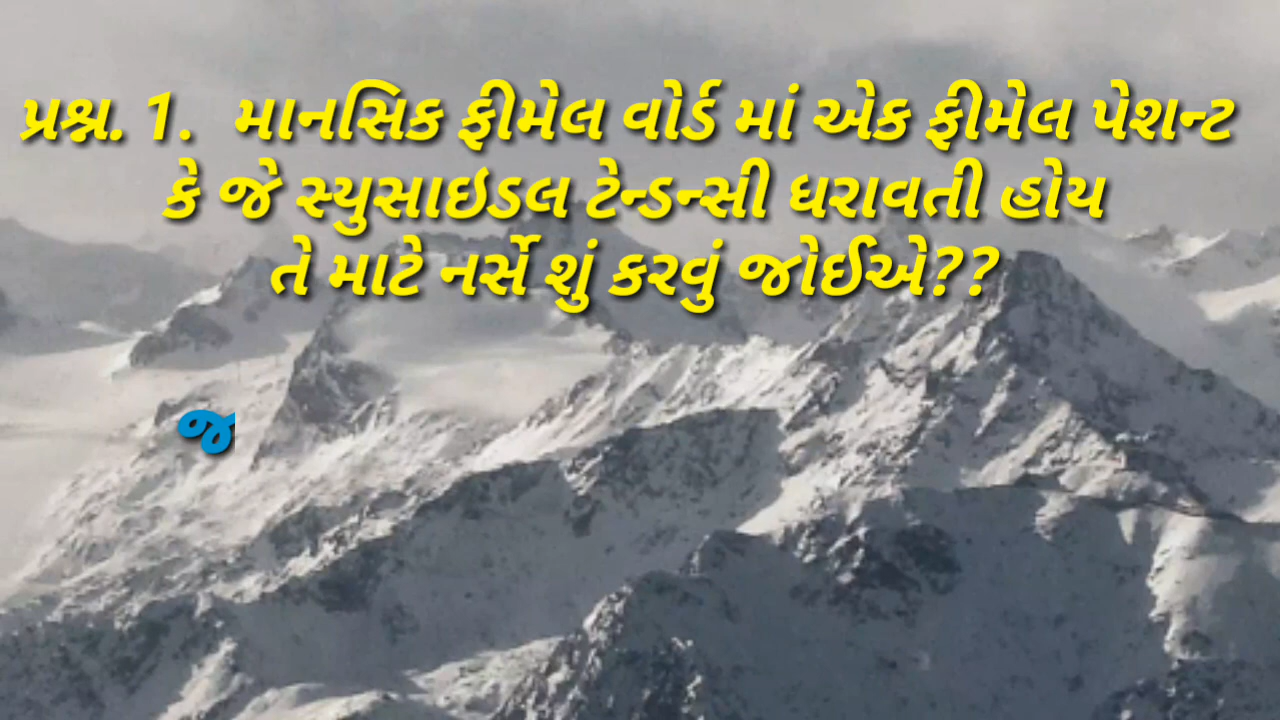 પ્રશ્ન. 1. માનસિક ફીમેલ વોર્ડ માં એક ફીમેલ પેશન્ટ
કે જે સ્યુસાઇડલ ટેન્ડન્સી ધરાવતી હોય
તે માટે નર્સે શું કરવું જોઈએ??
જ